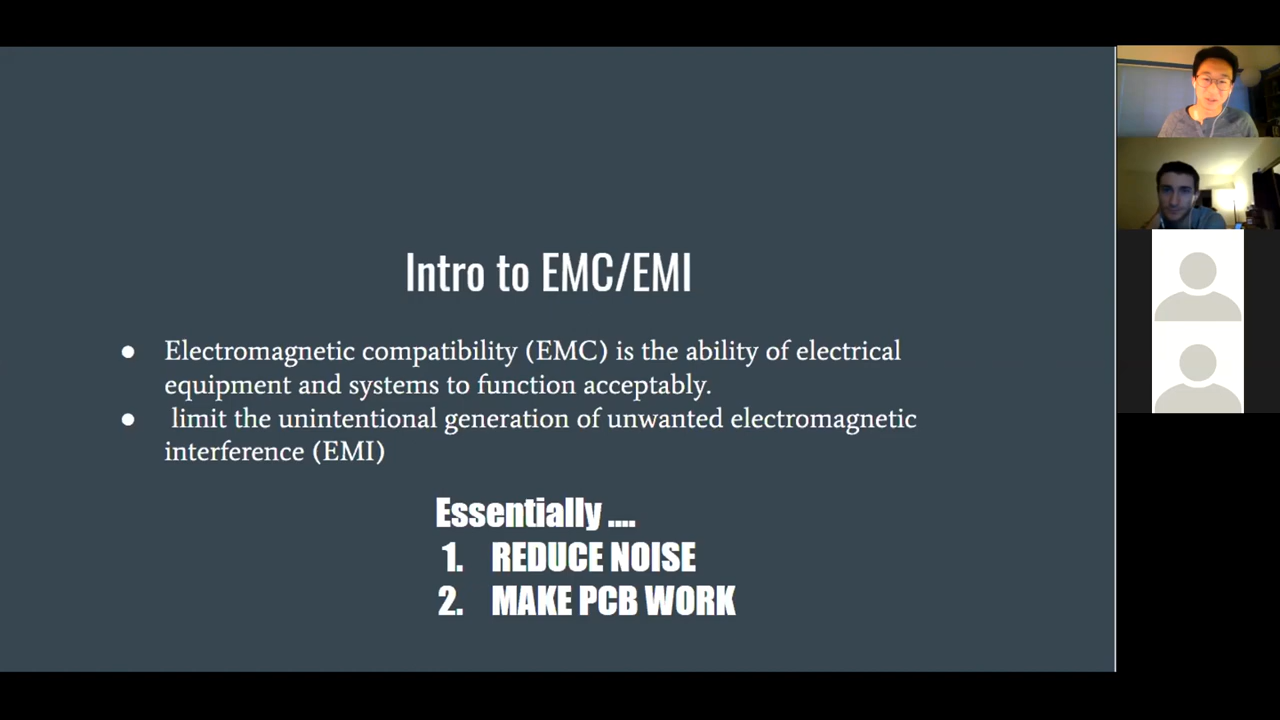 Intro to EMC/EMI
● Electromagnetic compatibility (EMC) is the ability of electrical
equipment and systems to function acceptably.
● limit the unintentional generation of unwanted electromagnetic
interference (EMI)
Essentially ....
1. REDUCE NOISE
2. MAKE PCB WORK